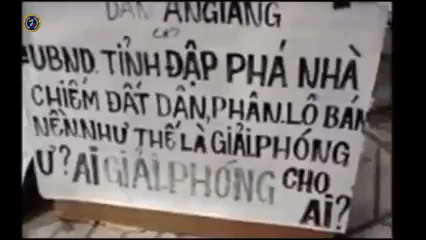 DÂN ANGIANG
UBND. TỈNH ĐẬP PHÁ NHÀ
CHIẾM ĐẤT DÂN, PHÂN.LÔ BÁN
NỀN.NHƯ THẾ LÀ GIẢI.PHÓNG
Ư? AI GIẢI.PHÓNG CHO
AI?